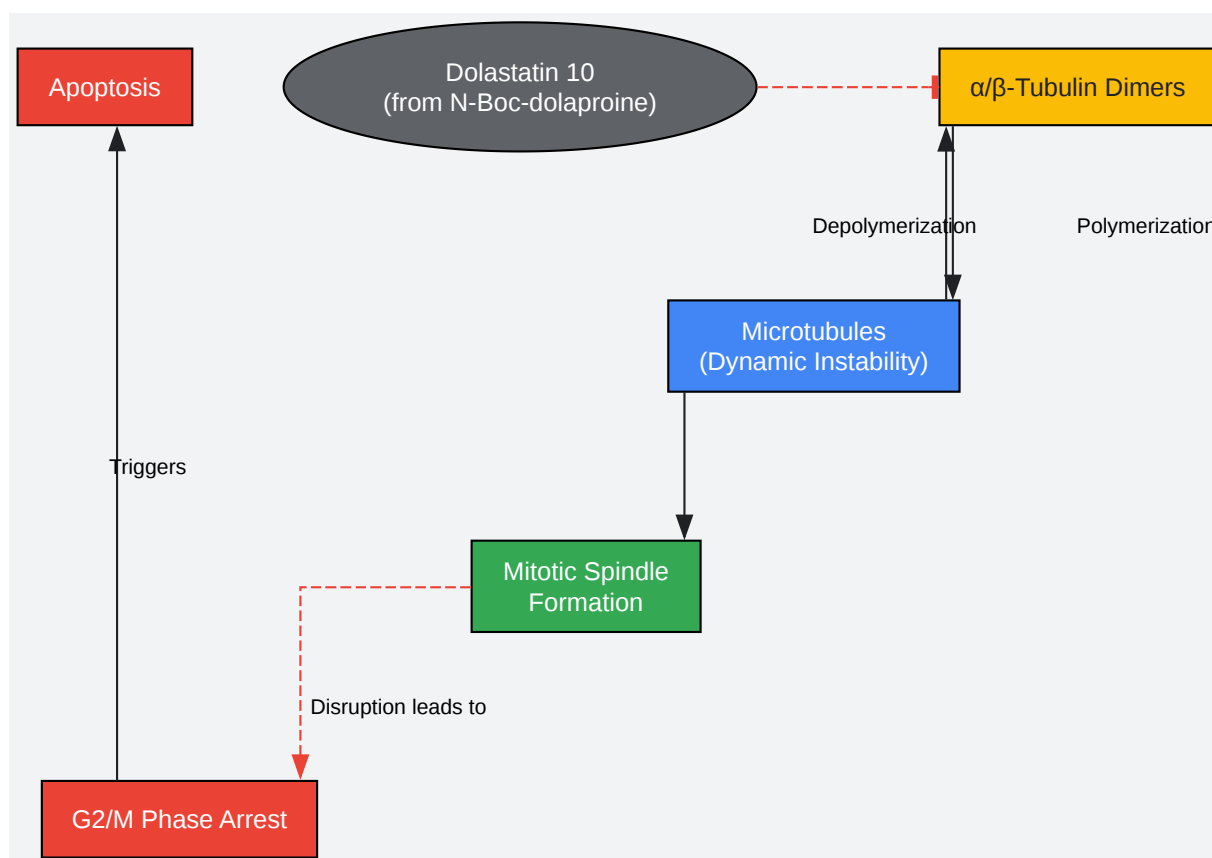 Apoptosis
Dolastatin 10
(from N-Boc-dolaproine)
α/β-Tubulin Dimers
Depolymerization
Polymerization
Microtubules
(Dynamic Instability)
Triggers
Mitotic Spindle
Formation
Disruption leads to
G2/M Phase Arrest